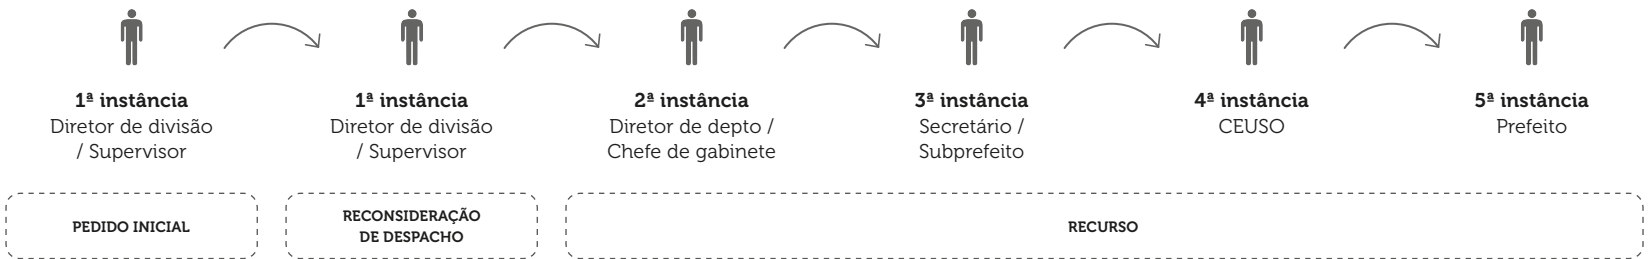 1ª instância
Diretor de divisão
/ Supervisor
1ª instância
Diretor de divisão
/ Supervisor
2ª instância
Diretor de depto /
Chefe de gabinete
3ª instância
Secretário /
Subprefeito
4ª instância
CEUSO
5ª instância
Prefeito
PEDIDO INICIAL
RECONSIDERAÇÃO
DE DESPACHO
RECURSO